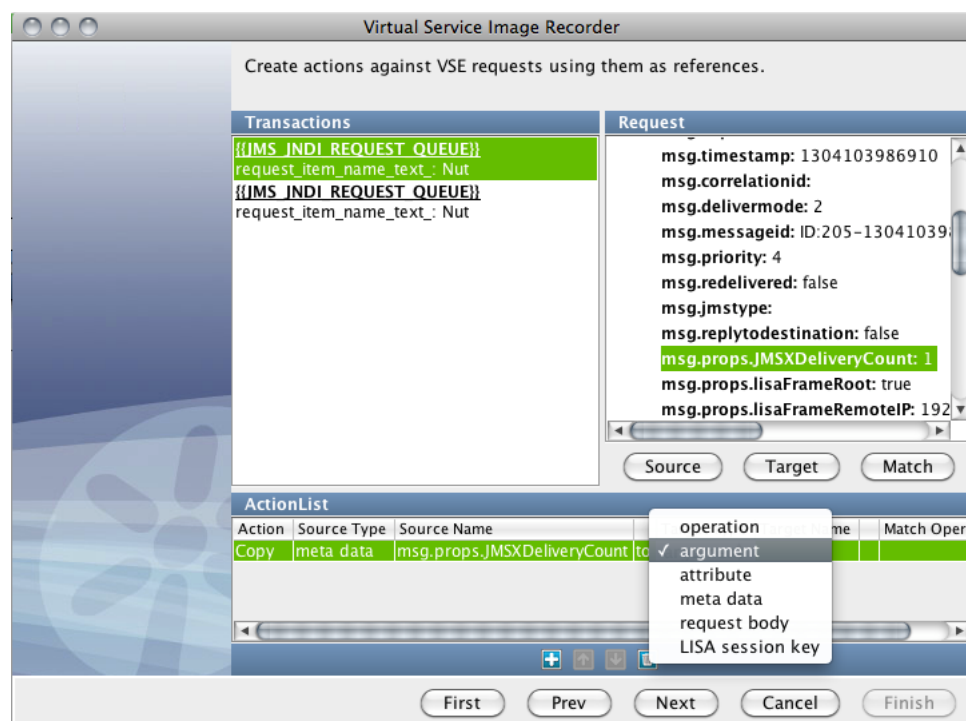 Virtual Service Image Recorder
Create actions against VSE requests using them as references.
Transactions
{{JMS_JNDI_REQUEST_QUEUE}}
request_item_name_text_: Nut
{{JMS_JNDI_REQUEST_QUEUE}}
request_item_name_text_: Nut
Request
msg.timestamp: 1304103986910
msg.correlationid:
msg.delivermode: 2
msg.messageid: ID:205-13041039
msg.priority: 4
msg.redelivered: false
msg.jmstype:
msg.replytodestination: false
msg.props.JMSXDeliveryCount: 1
msg.props.lisaFrameRoot: true
msg.props.lisaFrameRemoteIP: 192
Source Target Match
ActionList
Action Source Type Source Name me Match Oper
Copy meta data msg.props.JMSXDeliveryCount to
operation
✓ argument
attribute
meta data
request body
LISA session key
First Prev Next Cancel Finish